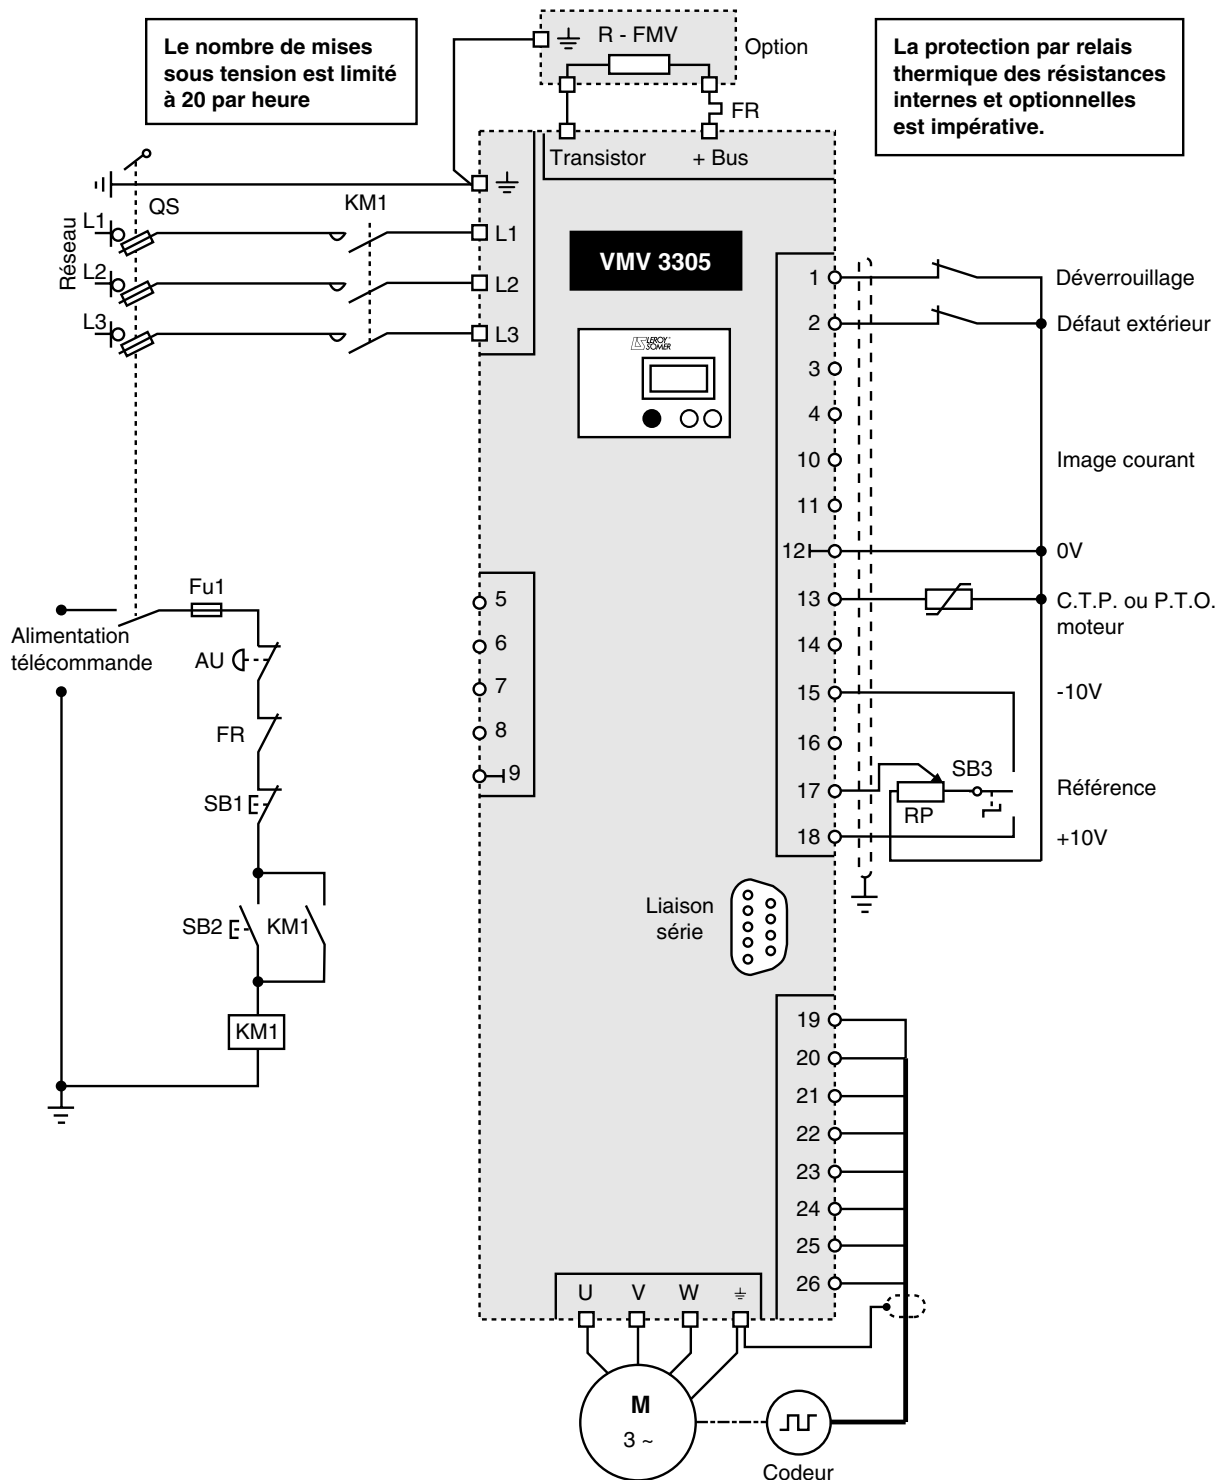 Le nombre de mises
sous tension est limité
à 20 par heure
R - FMV
Option
La protection par relais
thermique des résistances
internes et optionnelles
est impérative.
FR
Transistor
+ Bus
Réseau
QS
KM1
L1
L2
L3
L1
L2
L3
VMV 3305
LEROY
SOMER
1
Déverrouillage
2
Défaut extérieur
3
4
10
Image courant
11
12
0V
13
C.T.P. ou P.T.O.
moteur
14
15
-10V
16
17
RP
SB3
Référence
18
+10V
5
6
7
8
9
Alimentation
télécommande
Fu1
AU
FR
SB1
SB2
KM1
KM1
Liaison
série
19
20
21
22
23
24
25
26
U
V
W
M
3 ~
Codeur